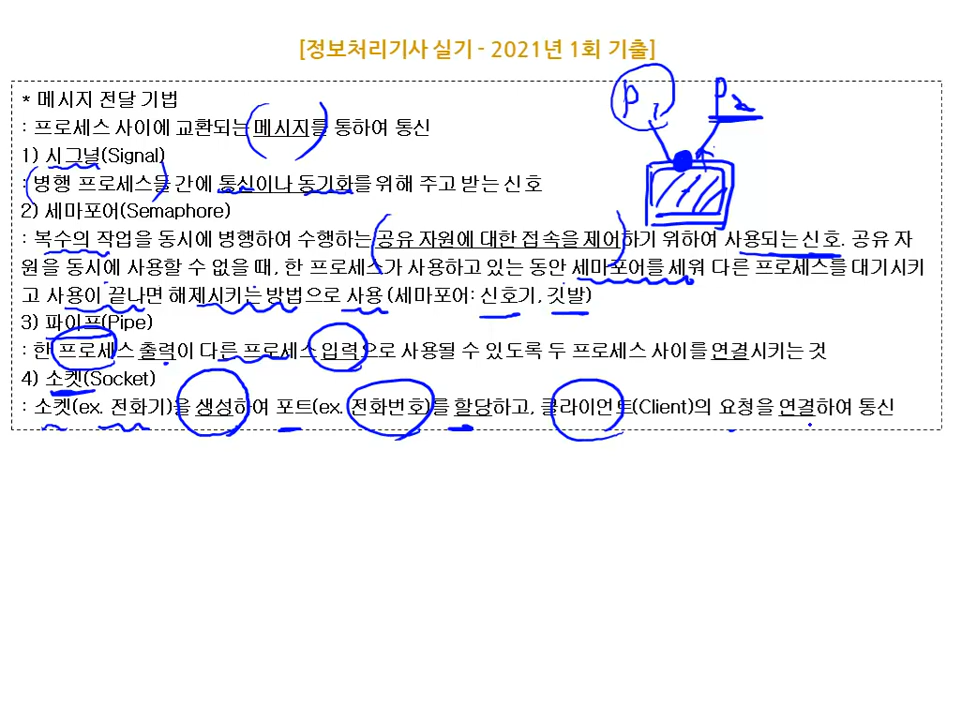 [정보처리기사 실기 - 2021년 1회 기출]
* 메시지 전달 기법
: 프로세스 사이에 교환되는 메시지를 통하여 통신
1) 시그널(Signal)
: 병행 프로세스들 간에 통신이나 동기화를 위해 주고 받는 신호
2) 세마포어(Semaphore)
: 복수의 작업을 동시에 병행하여 수행하는 공유 자원에 대한 접속을 제어하기 위하여 사용되는 신호. 공유 자
원을 동시에 사용할 수 없을 때, 한 프로세스가 사용하고 있는 동안 세마포어를 세워 다른 프로세스를 대기시키
고 사용이 끝나면 해제시키는 방법으로 사용 (세마포어: 신호기, 깃발)
3) 파이프(Pipe)
: 한 프로세스 출력이 다른 프로세스 입력으로 사용될 수 있도록 두 프로세스 사이를 연결시키는 것
4) 소켓(Socket)
: 소켓(ex. 전화기)을 생성하여 포트(ex. 전화번호)를 할당하고, 클라이언트(Client)의 요청을 연결하여 통신
P1
P2